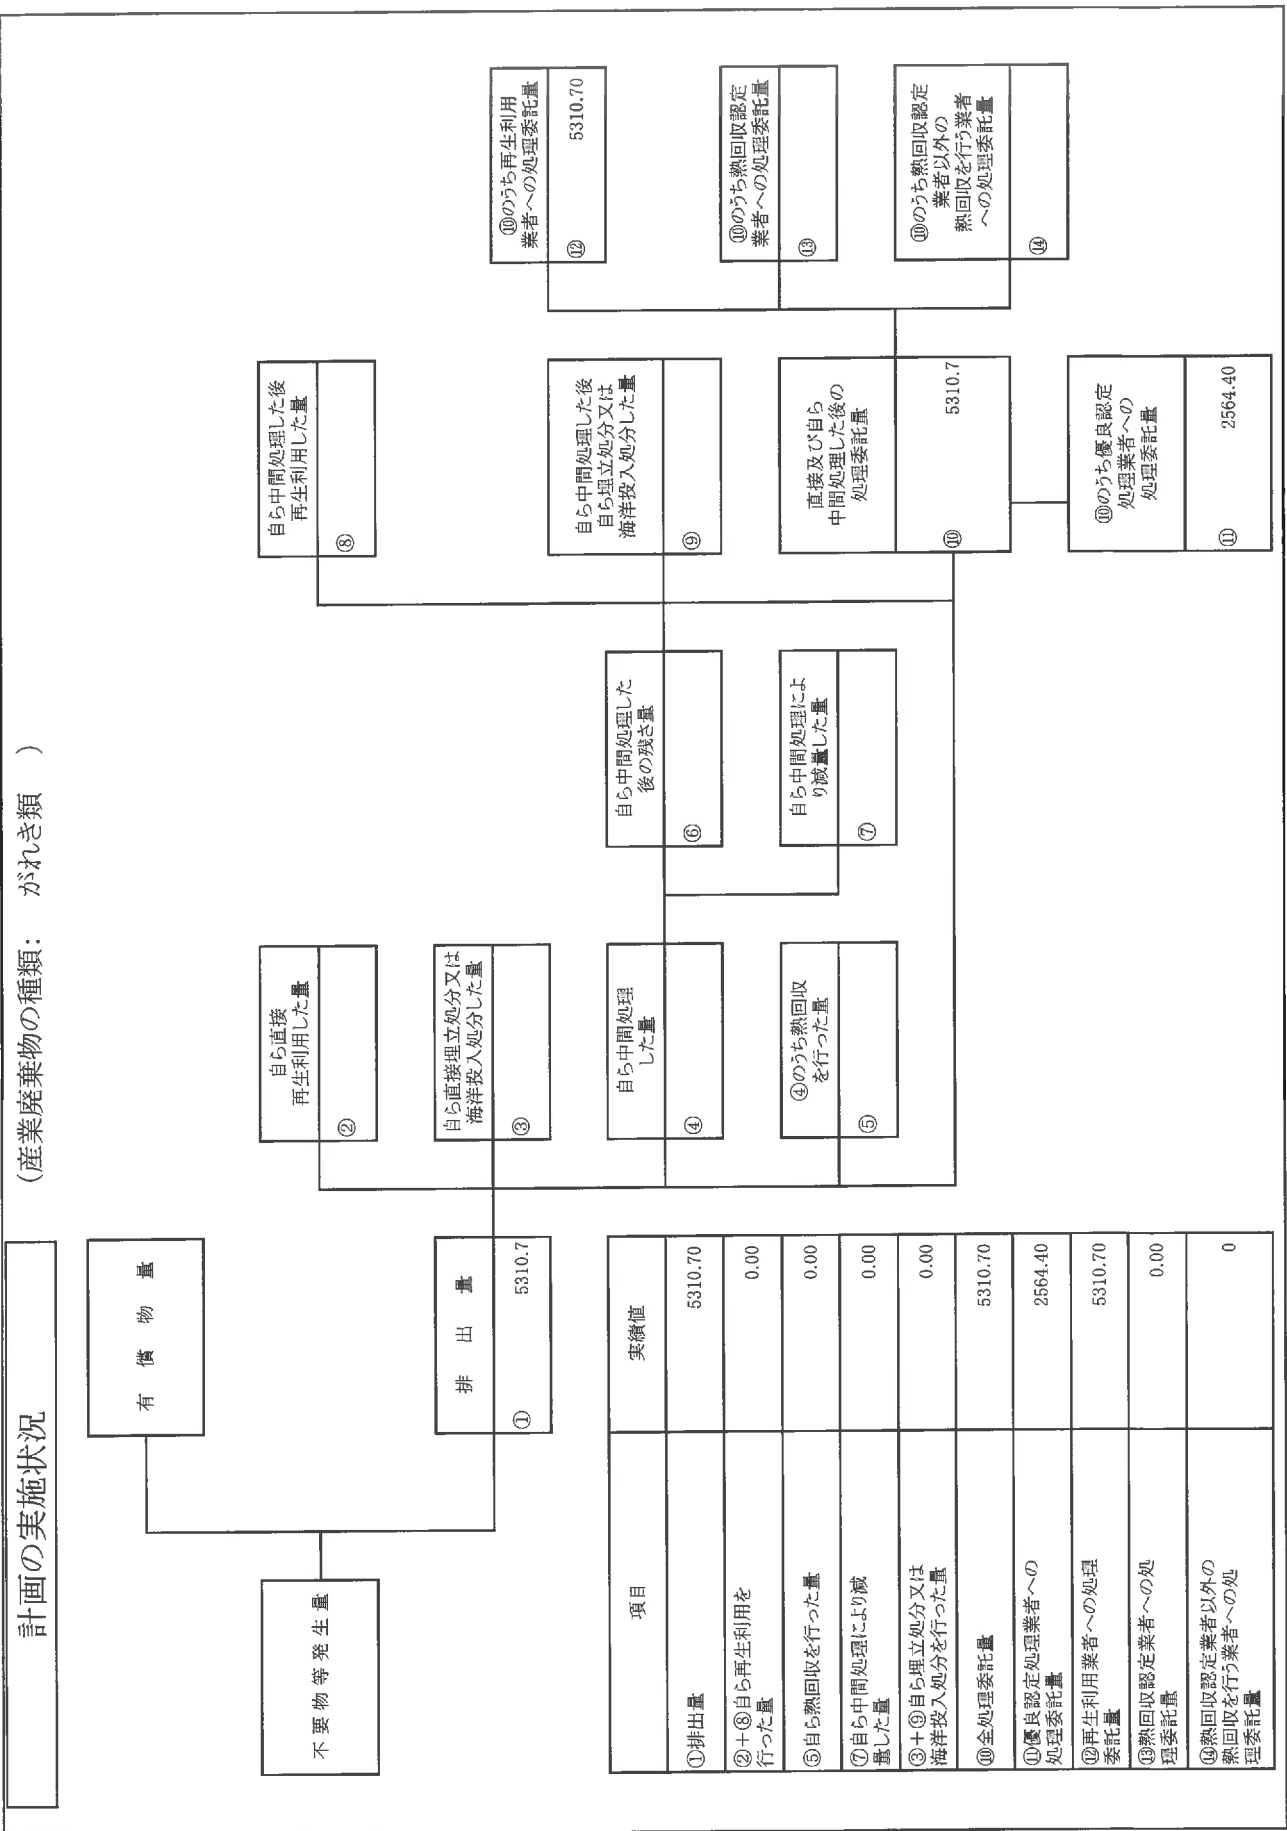 計画の実施状況
(産業廃棄物の種類: がれき類 )
不要物等発生量
有償物量
排出量
① 5310.7
自ら直接
再生利用した量
②
自ら直接埋立処分又は
海洋投入処分した量
③
自ら中間処理
した量
④
④のうち熱回収
を行った量
⑤
自ら中間処理した
後の残さ量
⑥
自ら中間処理によ
り減量した量
⑦
自ら中間処理した後
再生利用した量
⑧
自ら中間処理した後
自ら埋立処分又は
海洋投入処分した量
⑨
直接及び自ら
中間処理した後の
処理委託量
⑩ 5310.7
⑩のうち優良認定
処理業者への
処理委託量
⑪ 2564.40
⑩のうち再生利用
業者への処理委託量
⑫ 5310.70
⑩のうち熱回収認定
業者への処理委託量
⑬
⑩のうち熱回収認定
業者以外の
熱回収を行う業者
への処理委託量
⑭
項目 実績値
①排出量 5310.70
②+⑧自ら再生利用を
行った量 0.00
⑤自ら熱回収を行った量 0.00
⑦自ら中間処理により減
量した量 0.00
③+⑨自ら埋立処分又は
海洋投入処分を行った量 0.00
⑩全処理委託量 5310.70
⑪優良認定処理業者への
処理委託量 2564.40
⑫再生利用業者への処理
委託量 5310.70
⑬熱回収認定業者への処
理委託量 0.00
⑭熱回収認定業者以外の
熱回収を行う業者への処
理委託量 0